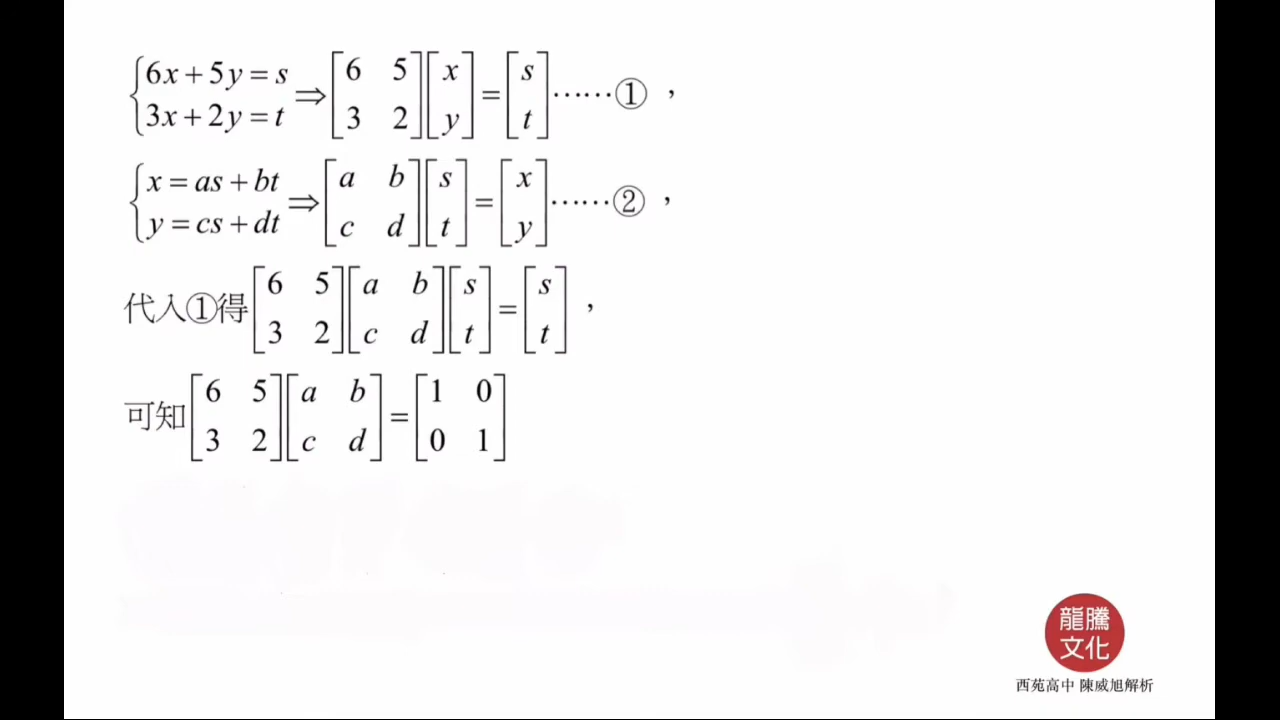 {6x+5y=s 3x+2y=t ⇒ [6 5; 3 2][x; y]=[s; t]……① ，
{x=as+bt y=cs+dt ⇒ [a b; c d][s; t]=[x; y]……② ，
代入①得[6 5; 3 2][a b; c d][s; t]=[s; t] ，
可知[6 5; 3 2][a b; c d]=[1 0; 0 1]
龍騰
文化
西苑高中 陳威旭解析